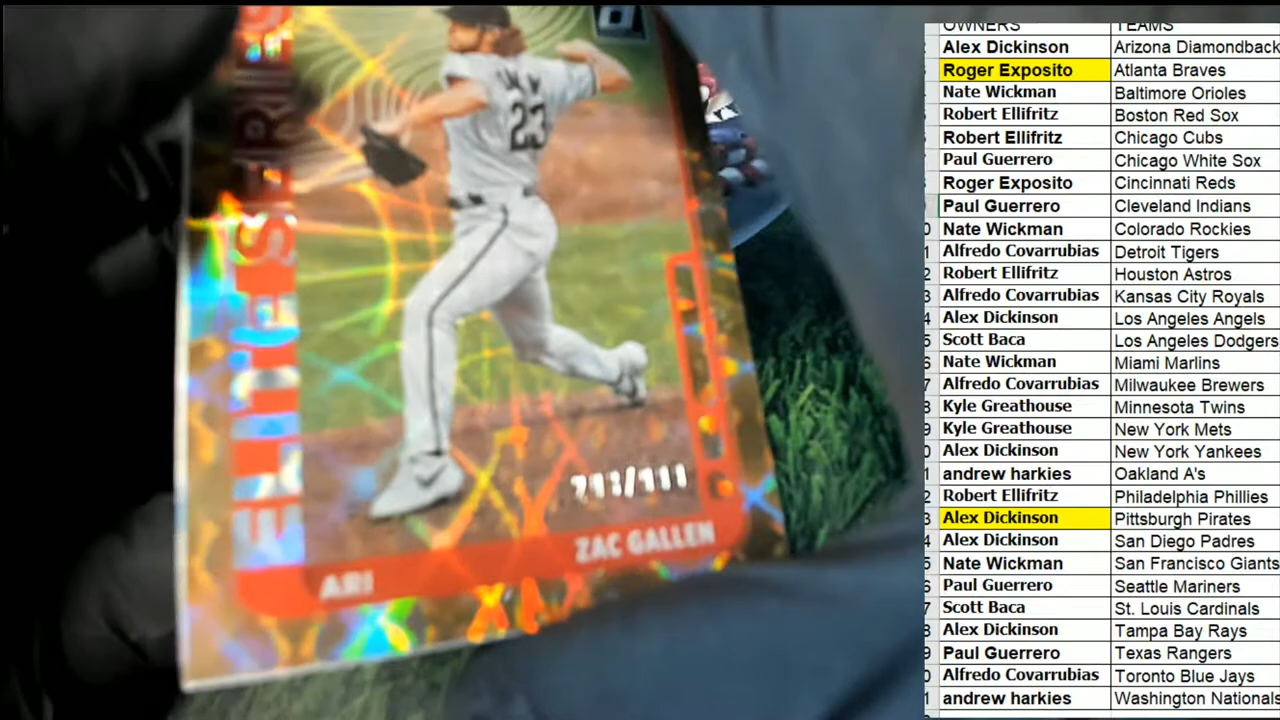 ELITE SERIES
23
ZAC GALLEN
ARI
OWNERS TEAMS
Alex Dickinson Arizona Diamondback
Roger Exposito Atlanta Braves
Nate Wickman Baltimore Orioles
Robert Ellifritz Boston Red Sox
Robert Ellifritz Chicago Cubs
Paul Guerrero Chicago White Sox
Roger Exposito Cincinnati Reds
Paul Guerrero Cleveland Indians
Nate Wickman Colorado Rockies
Alfredo Covarrubias Detroit Tigers
Robert Ellifritz Houston Astros
Alfredo Covarrubias Kansas City Royals
Alex Dickinson Los Angeles Angels
Scott Baca Los Angeles Dodgers
Nate Wickman Miami Marlins
Alfredo Covarrubias Milwaukee Brewers
Kyle Greathouse Minnesota Twins
Kyle Greathouse New York Mets
Alex Dickinson New York Yankees
andrew harkies Oakland A's
Robert Ellifritz Philadelphia Phillies
Alex Dickinson Pittsburgh Pirates
Alex Dickinson San Diego Padres
Nate Wickman San Francisco Giants
Paul Guerrero Seattle Mariners
Scott Baca St. Louis Cardinals
Alex Dickinson Tampa Bay Rays
Paul Guerrero Texas Rangers
Alfredo Covarrubias Toronto Blue Jays
andrew harkies Washington Nationals